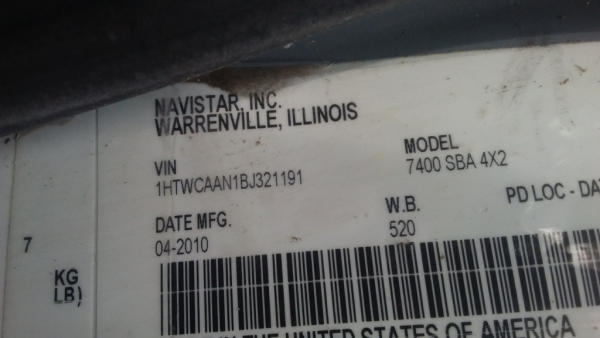 NAVISTAR, INC.
WARRENVILLE, ILLINOIS
VIN
1HTWCAAN1BJ321191
MODEL
7400 SBA 4X2
DATE MFG.
04-2010
W.B.
520
PD LOC - DA
7
KG
LB)
THE UNITED STATES OF AMERICA